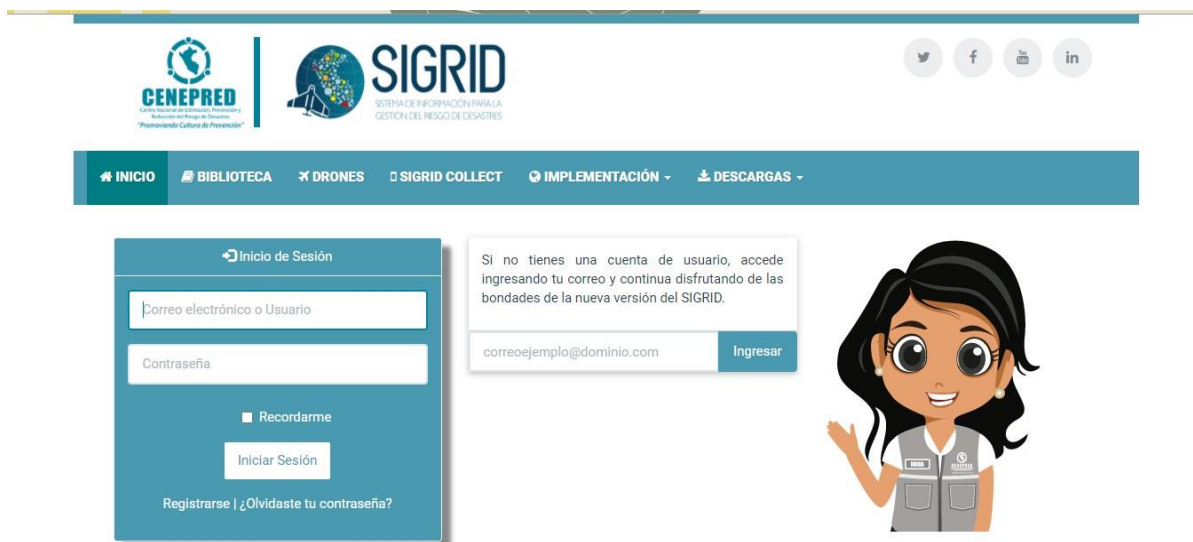 CENEPRED
Centro Nacional de Estimación, Prevención y
Reducción del Riesgo de Desastres
"Promoviendo Cultura de Prevención"
SIGRID
SISTEMA DE INFORMACIÓN PARA LA
GESTIÓN DEL RIESGO DE DESASTRES
INICIO BIBLIOTECA DRONES SIGRID COLLECT IMPLEMENTACIÓN DESCARGAS
Inicio de Sesión
Correo electrónico o Usuario
Contraseña
Recordarme
Iniciar Sesión
Registrarse | ¿Olvidaste tu contraseña?
Si no tienes una cuenta de usuario, accede
ingresando tu correo y continua disfrutando de las
bondades de la nueva versión del SIGRID.
correoejemplo@dominio.com Ingresar
CENEPRED